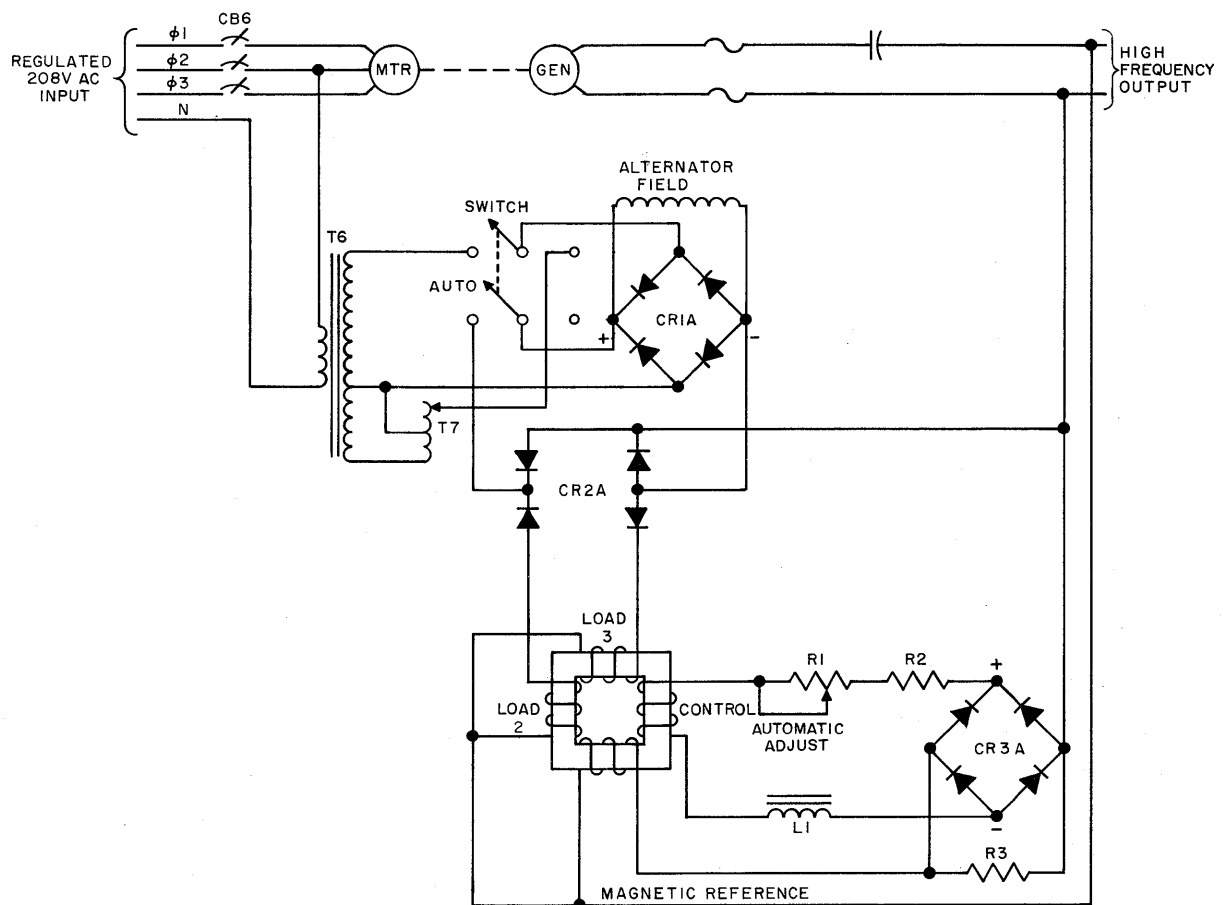 CB6
φ1
φ2
φ3
N
REGULATED
208V AC
INPUT
MTR
GEN
HIGH
FREQUENCY
OUTPUT
ALTERNATOR
FIELD
SWITCH
AUTO
T6
+
CR1A
-
T7
CR2A
LOAD
3
LOAD
2
CONTROL
R1
R2
+
AUTOMATIC
ADJUST
CR3A
L1
-
R3
MAGNETIC REFERENCE